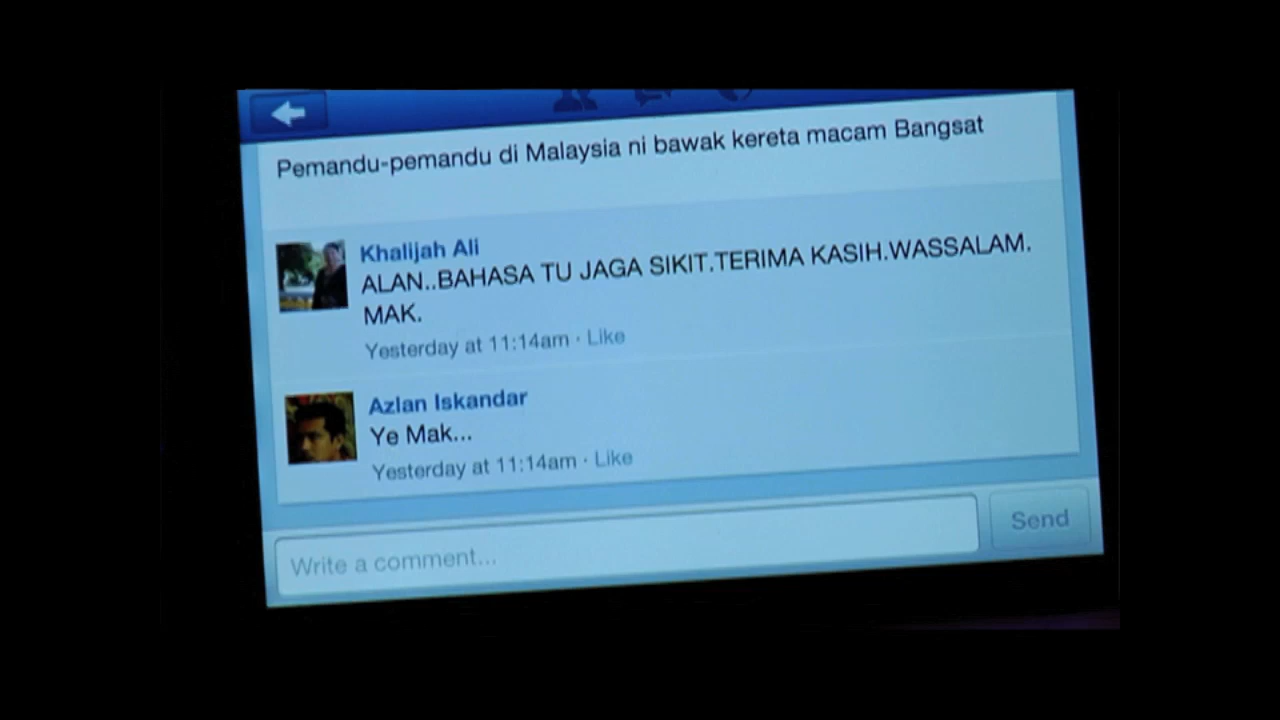 Pemandu-pemandu di Malaysia ni bawak kereta macam Bangsat
Khalijah Ali
ALAN..BAHASA TU JAGA SIKIT.TERIMA KASIH.WASSALAM.
MAK.
Yesterday at 11:14am · Like
Azlan Iskandar
Ye Mak...
Yesterday at 11:14am · Like
Write a comment...
Send